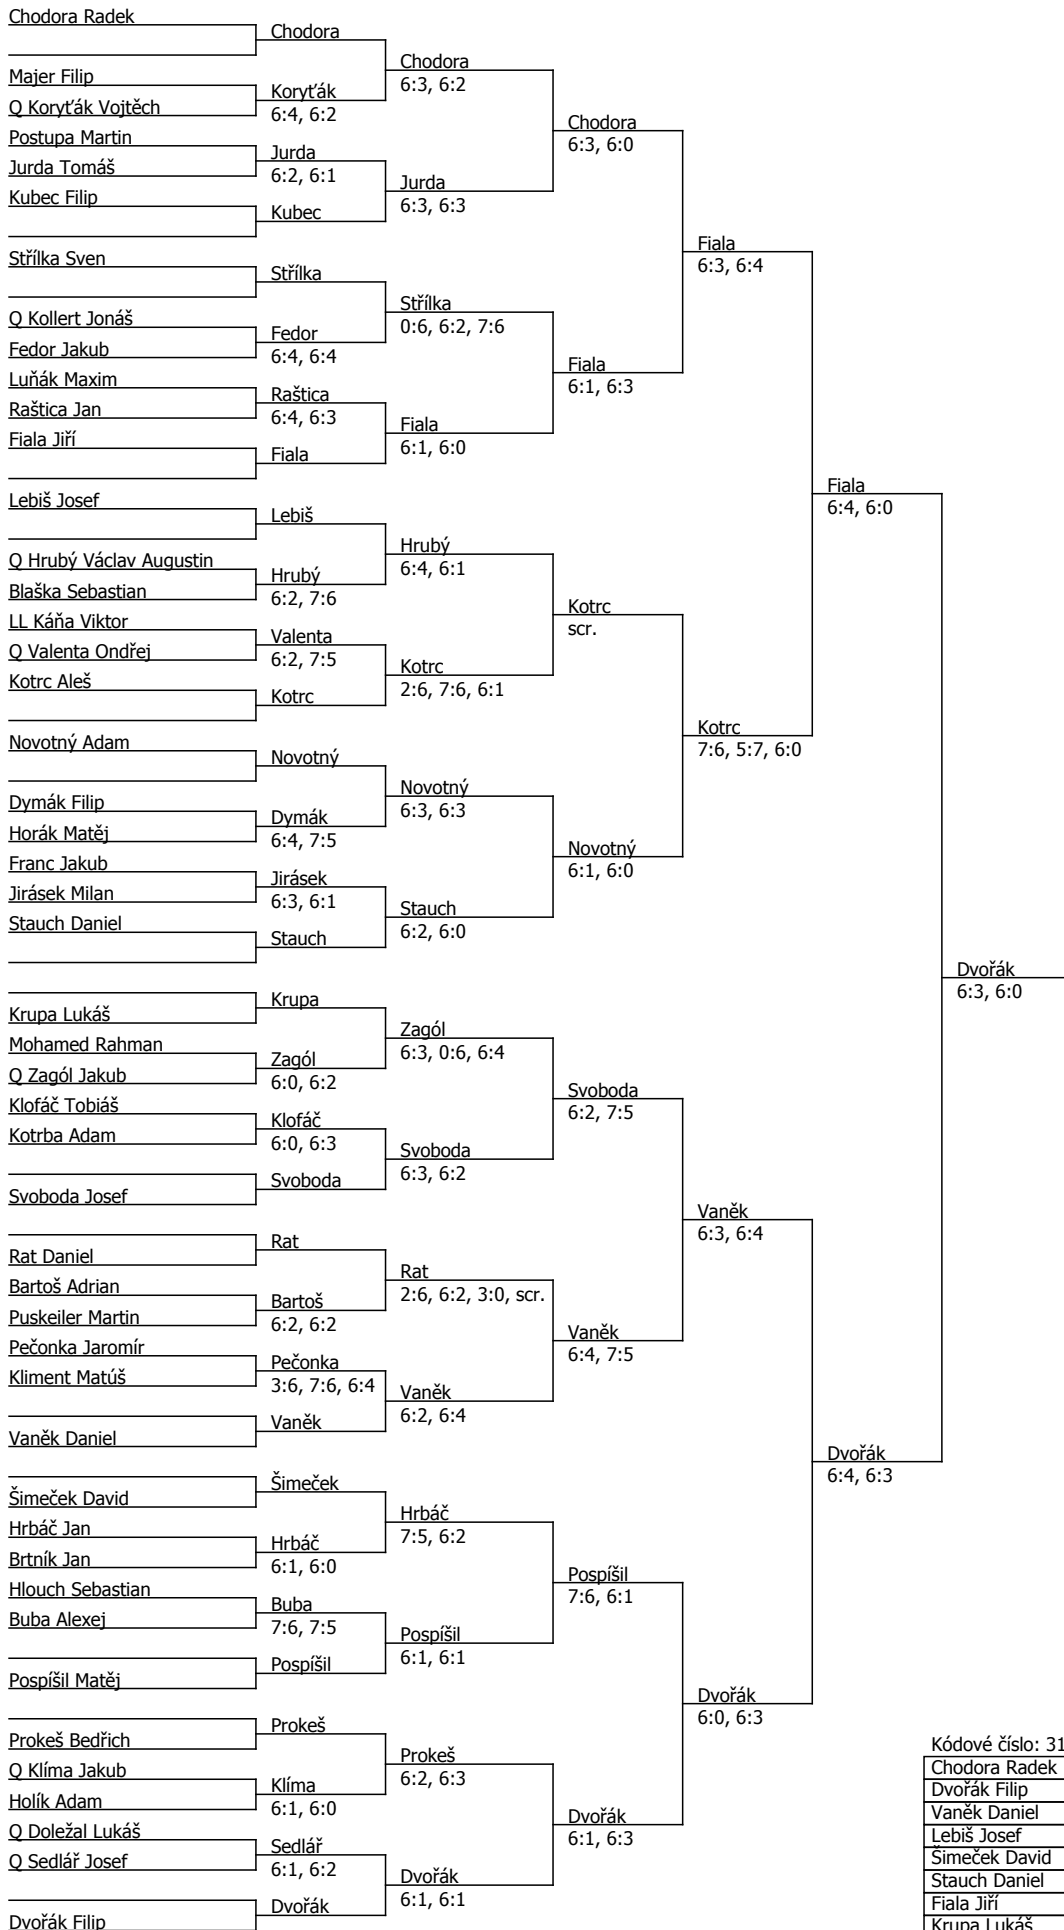 Chodora Radek
Majer Filip
Q Koryťák Vojtěch
Postupa Martin
Jurda Tomáš
Kubec Filip
Střílka Sven
Q Kollert Jonáš
Fedor Jakub
Luňák Maxim
Raštica Jan
Fiala Jiří
Lebiš Josef
Q Hrubý Václav Augustin
Blaška Sebastian
LL Káňa Viktor
Q Valenta Ondřej
Kotrc Aleš
Novotný Adam
Dymák Filip
Horák Matěj
Franc Jakub
Jirásek Milan
Stauch Daniel
Krupa Lukáš
Mohamed Rahman
Q Zagól Jakub
Klofáč Tobiáš
Kotrba Adam
Svoboda Josef
Rat Daniel
Bartoš Adrian
Puskeiler Martin
Pečonka Jaromír
Kliment Matúš
Vaněk Daniel
Šimeček David
Hrbáč Jan
Brtník Jan
Hlouch Sebastian
Buba Alexej
Pospíšil Matěj
Prokeš Bedřich
Q Klíma Jakub
Holík Adam
Q Doležal Lukáš
Q Sedlář Josef
Dvořák Filip
Chodora
Koryťák
6:4, 6:2
Jurda
6:2, 6:1
Kubec
Střílka
Fedor
6:4, 6:4
Raštica
6:4, 6:3
Fiala
Lebiš
Hrubý
6:2, 7:6
Valenta
6:2, 7:5
Kotrc
Novotný
Dymák
6:4, 7:5
Jirásek
6:3, 6:1
Stauch
Krupa
Zagól
6:0, 6:2
Klofáč
6:0, 6:3
Svoboda
Rat
Bartoš
6:2, 6:2
Pečonka
3:6, 7:6, 6:4
Vaněk
Šimeček
Hrbáč
6:1, 6:0
Buba
7:6, 7:5
Pospíšil
Prokeš
Klíma
6:1, 6:0
Sedlář
6:1, 6:2
Dvořák
Chodora
6:3, 6:2
Jurda
6:3, 6:3
Střílka
0:6, 6:2, 7:6
Fiala
6:1, 6:0
Hrubý
6:4, 6:1
Kotrc
2:6, 7:6, 6:1
Novotný
6:3, 6:3
Stauch
6:2, 6:0
Zagól
6:3, 0:6, 6:4
Svoboda
6:3, 6:2
Rat
2:6, 6:2, 3:0, scr.
Vaněk
6:2, 6:4
Hrbáč
7:5, 6:2
Pospíšil
6:1, 6:1
Prokeš
6:2, 6:3
Dvořák
6:1, 6:1
Chodora
6:3, 6:0
Fiala
6:1, 6:3
Kotrc
scr.
Novotný
6:1, 6:0
Svoboda
6:2, 7:5
Vaněk
6:4, 7:5
Pospíšil
7:6, 6:1
Dvořák
6:1, 6:3
Fiala
6:3, 6:4
Kotrc
7:6, 5:7, 6:0
Vaněk
6:3, 6:4
Dvořák
6:0, 6:3
Fiala
6:4, 6:0
Dvořák
6:4, 6:3
Dvořák
6:3, 6:0
Kódové číslo: 31
Chodora Radek
Dvořák Filip
Vaněk Daniel
Lebiš Josef
Šimeček David
Stauch Daniel
Fiala Jiří
Krupa Lukáš